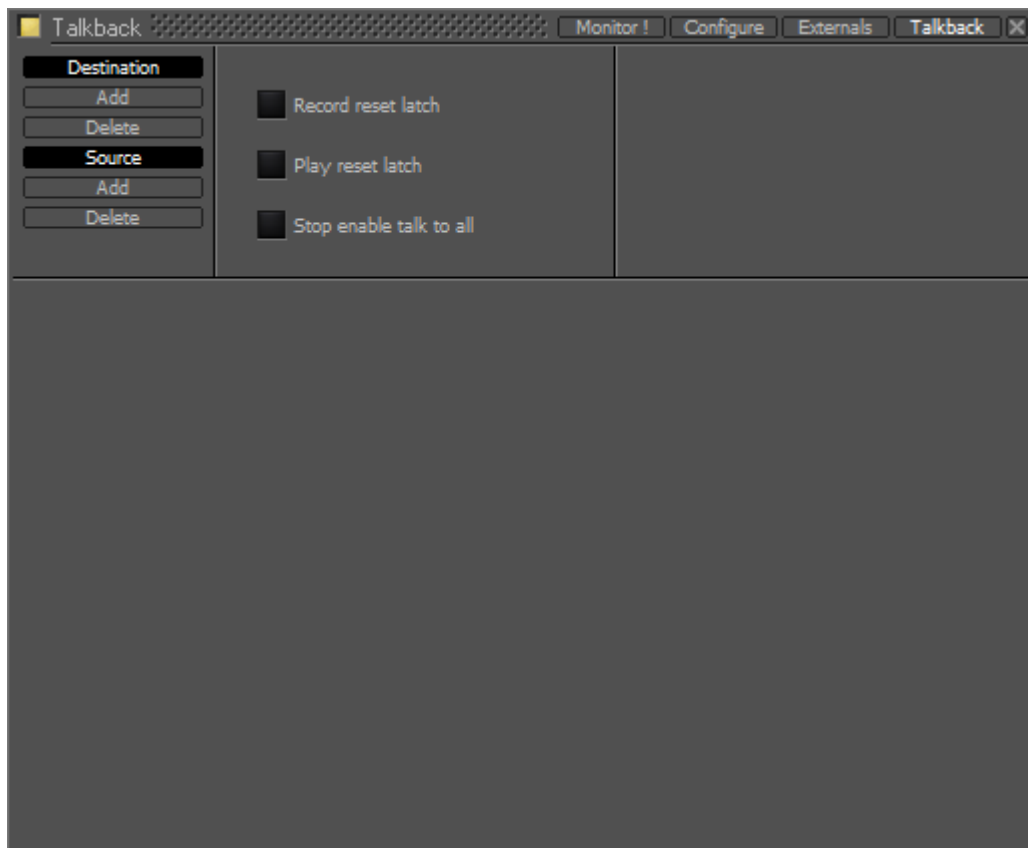 Talkback Monitor ! Configure Externals Talkback X
Destination
Add
Delete
Source
Add
Delete
Record reset latch
Play reset latch
Stop enable talk to all